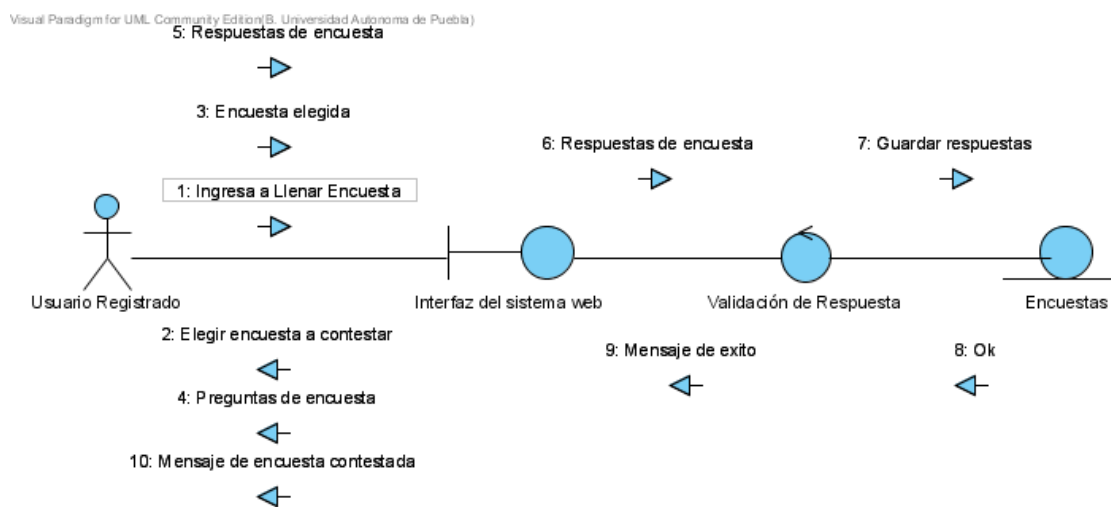 Visual Paradigm for UML Community Edition(B. Universidad Autonoma de Puebla)
5: Respuestas de encuesta
3: Encuesta elegida
6: Respuestas de encuesta
7: Guardar respuestas
1: Ingresa a Llenar Encuesta
Usuario Registrado
Interfaz del sistema web
Validación de Respuesta
Encuestas
2: Elegir encuesta a contestar
9: Mensaje de exito
8: Ok
4: Preguntas de encuesta
10: Mensaje de encuesta contestada